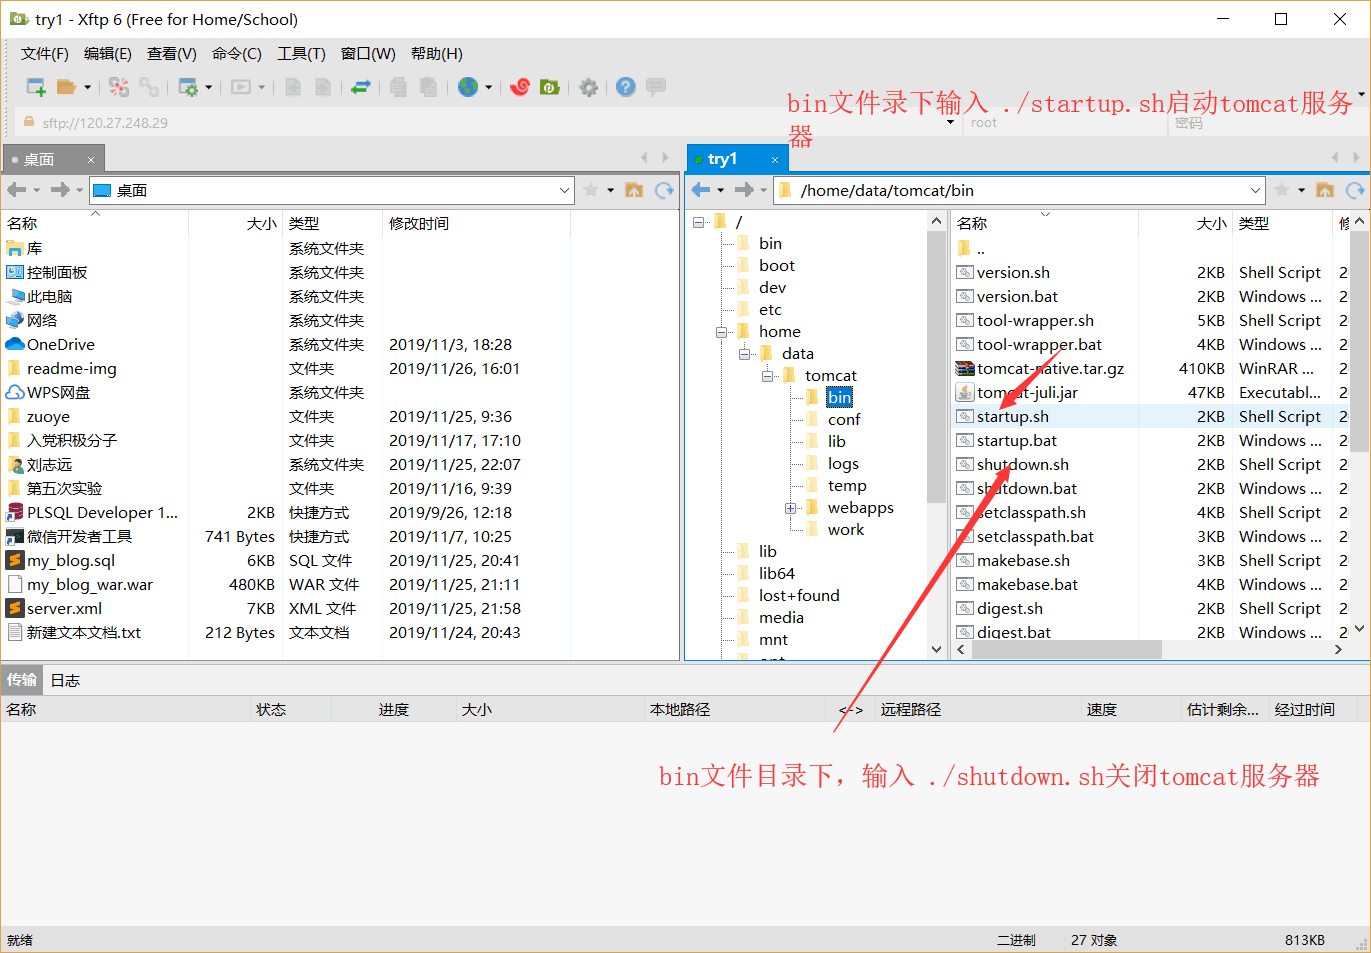 try1 - Xftp 6 (Free for Home/School)
文件(F) 编辑(E) 查看(V) 命令(C) 工具(T) 窗口(W) 帮助(H)
bin文件录下输入 ./startup.sh启动tomcat服务
器
sftp://120.27.248.29 root 密码
桌面 × try1 ×
桌面 /home/data/tomcat/bin
名称 大小 类型 修改时间
库 系统文件夹
控制面板 系统文件夹
此电脑 系统文件夹
网络 系统文件夹
OneDrive 系统文件夹 2019/11/3, 18:28
readme-img 文件夹 2019/11/26, 16:01
WPS网盘 系统文件夹
zuoye 文件夹 2019/11/25, 9:36
入党积极分子 文件夹 2019/11/17, 17:10
刘志远 系统文件夹 2019/11/25, 22:07
第五次实验 文件夹 2019/11/16, 9:39
PLSQL Developer 1... 2KB 快捷方式 2019/9/26, 12:18
微信开发者工具 741 Bytes 快捷方式 2019/11/7, 10:25
my_blog.sql 6KB SQL 文件 2019/11/25, 20:41
my_blog_war.war 480KB WAR 文件 2019/11/25, 21:11
server.xml 7KB XML 文件 2019/11/25, 21:58
新建文本文档.txt 212 Bytes 文本文档 2019/11/24, 20:43
/
bin
boot
dev
etc
home
data
tomcat
bin
conf
lib
logs
temp
webapps
work
lib
lib64
lost+found
media
mnt
名称 大小 类型 修
..
version.sh 2KB Shell Script 2
version.bat 2KB Windows ... 2
tool-wrapper.sh 5KB Shell Script 2
tool-wrapper.bat 4KB Windows ... 2
tomcat-native.tar.gz 410KB WinRAR ... 2
tomcat-juli.jar 47KB Executabl... 2
startup.sh 2KB Shell Script 2
startup.bat 2KB Windows ... 2
shutdown.sh 2KB Shell Script 2
shutdown.bat 2KB Windows ... 2
setclasspath.sh 4KB Shell Script 2
setclasspath.bat 3KB Windows ... 2
makebase.sh 3KB Shell Script 2
makebase.bat 4KB Windows ... 2
digest.sh 2KB Shell Script 2
digest.bat 2KB Windows ... 2
传输 日志
名称 状态 进度 大小 本地路径 <-> 远程路径 速度 估计剩余... 经过时间
bin文件目录下，输入 ./shutdown.sh关闭tomcat服务器
就绪 二进制 27 对象 813KB